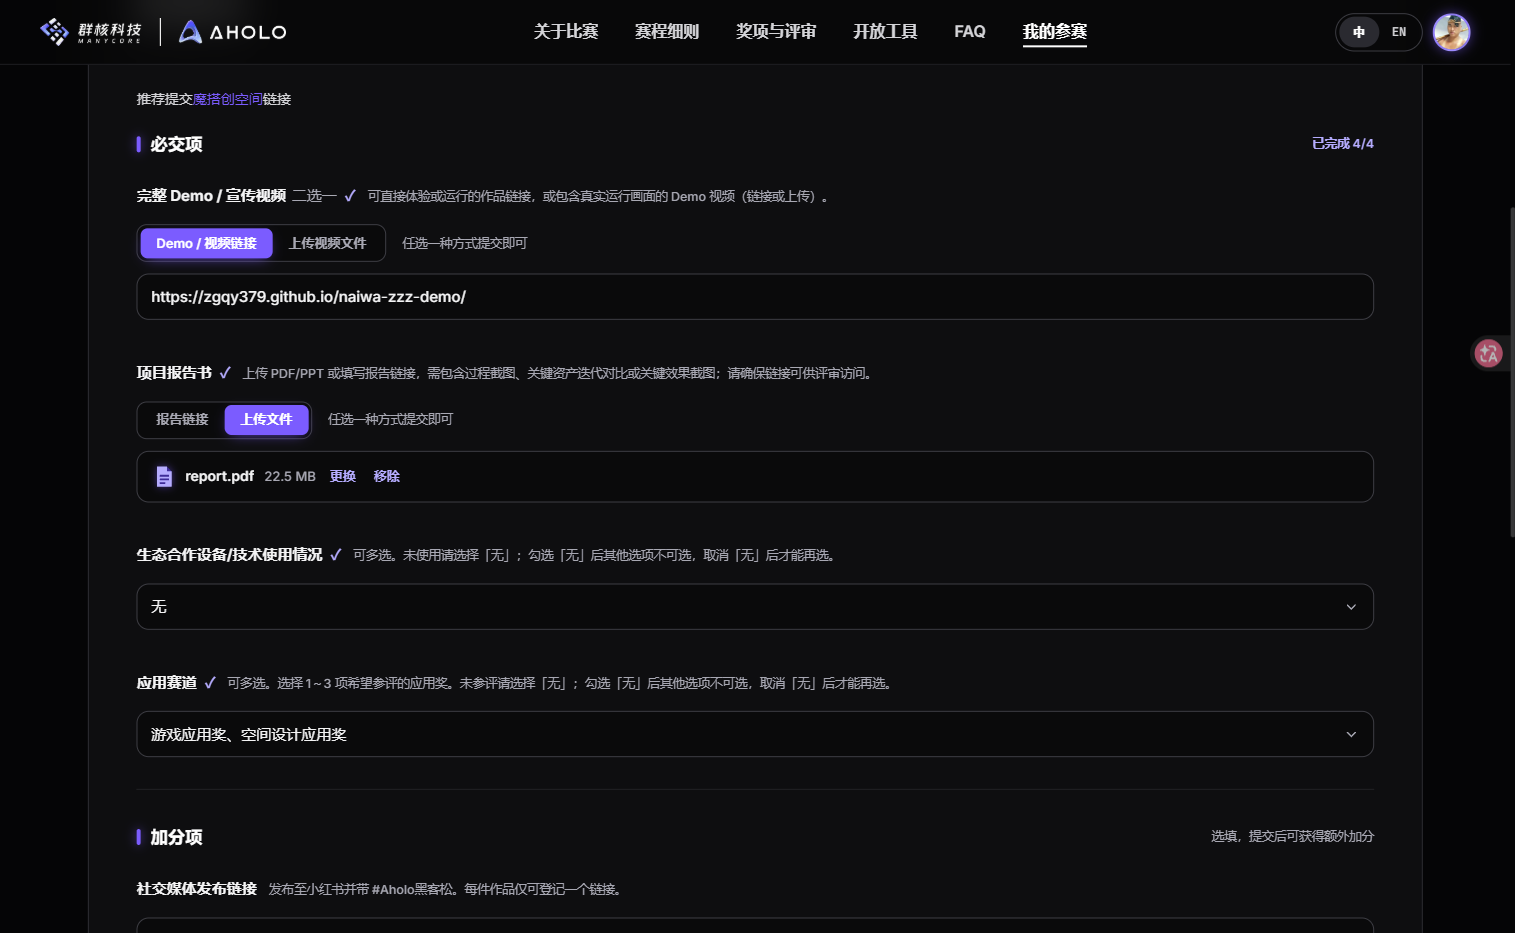 群核科技
MANYCORE
AHOLO
关于比赛
赛程细则
奖项与评审
开放工具
FAQ
我的参赛
中
EN
推荐提交魔搭创空间链接
必交项
已完成 4/4
完整 Demo / 宣传视频 二选一 ✓ 可直接体验或运行的作品链接，或包含真实运行画面的 Demo 视频（链接或上传）。
Demo / 视频链接
上传视频文件
任选一种方式提交即可
https://zgqy379.github.io/naiwa-zzz-demo/
项目报告书 ✓ 上传 PDF/PPT 或填写报告链接，需包含过程截图、关键资产迭代对比或关键效果截图；请确保链接可供评审访问。
报告链接
上传文件
任选一种方式提交即可
report.pdf 22.5 MB 更换 移除
生态合作设备/技术使用情况 ✓ 可多选。未使用请选择「无」；勾选「无」后其他选项不可选，取消「无」后才能再选。
无
应用赛道 ✓ 可多选。选择 1～3 项希望参评的应用奖。未参评请选择「无」；勾选「无」后其他选项不可选，取消「无」后才能再选。
游戏应用奖、空间设计应用奖
加分项
选填，提交后可获得额外加分
社交媒体发布链接 发布至小红书并带 #Aholo黑客松。每件作品仅可登记一个链接。